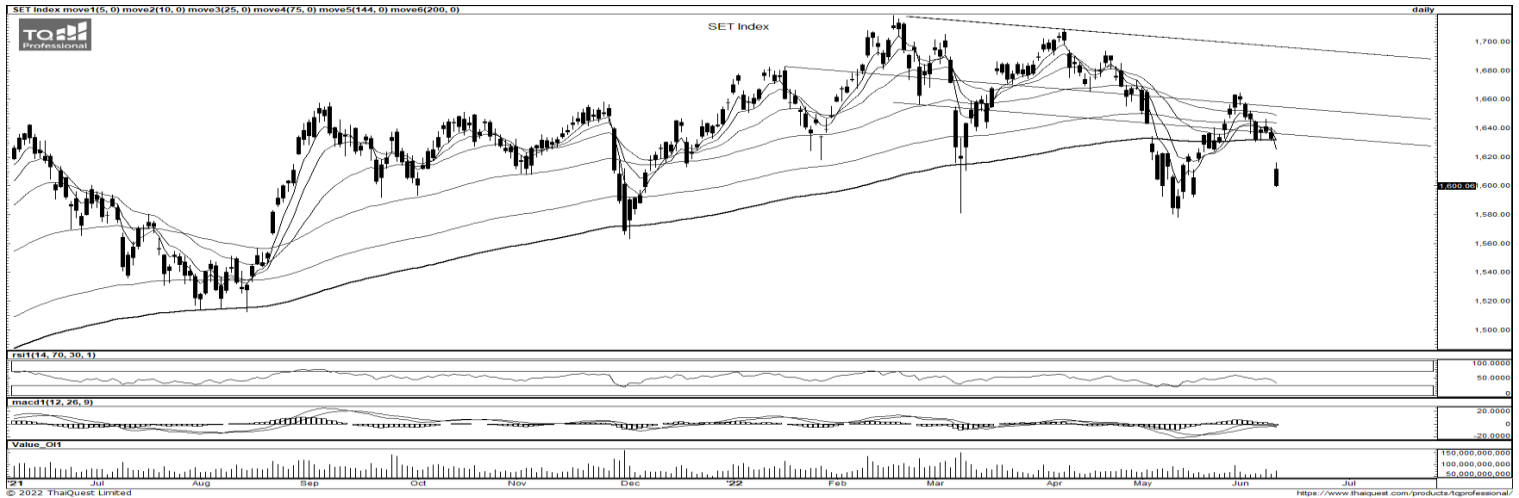 SET Index move1(5, 0) move2(10, 0) move3(25, 0) move4(75, 0) move5(144, 0) move6(200, 0) daily
TQ
Professional
SET Index
1,700.00
1,680.00
1,660.00
1,640.00
1,620.00
1,600.06 1,600.00
1,580.00
1,560.00
1,540.00
1,520.00
1,500.00
rsi1(14, 70, 30, 1)
100.0000
50.0000
0
macd1(12, 26, 9)
20.0000
0
-20.0000
Value_OI1
150,000,000,000
100,000,000,000
50,000,000,000
'21 Jul Aug Sep Oct Nov Dec '22 Feb Mar Apr May Jun Jul
© 2022 ThaiQuest Limited https://www.thaiquest.com/products/tqprofessional/